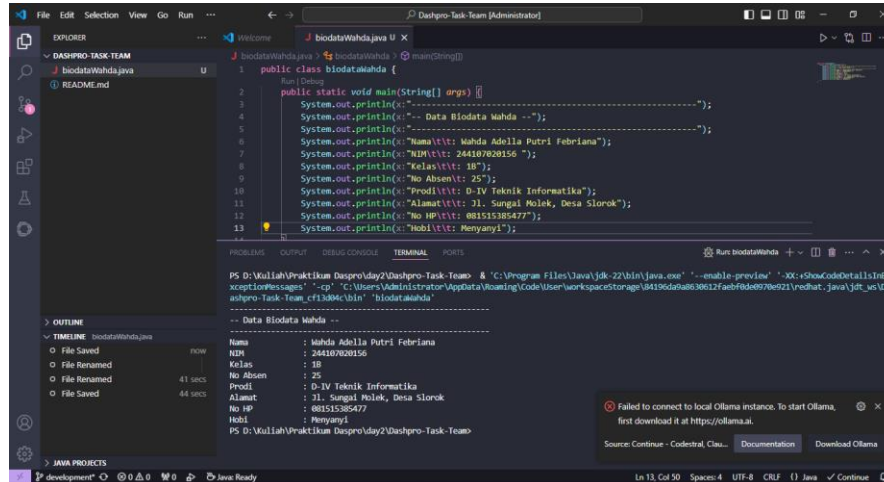 File Edit Selection View Go Run ...
Dashpro-Task-Team [Administrator]
EXPLORER
DASHPRO-TASK-TEAM
biodataWahda.java U
README.md
Welcome
biodataWahda.java U
biodataWahda.java > biodataWahda > main(String[])
1 public class biodataWahda {
Run | Debug
2 public static void main(String[] args) {
3 System.out.println(x:"------------------------------------------------------------");
4 System.out.println(x:"-- Data Biodata Wahda --");
5 System.out.println(x:"------------------------------------------------------------");
6 System.out.println(x:"Nama\t\t: Wahda Adella Putri Febriana");
7 System.out.println(x:"NIM\t\t: 244107020156 ");
8 System.out.println(x:"Kelas\t\t: 1B");
9 System.out.println(x:"No Absen\t: 25");
10 System.out.println(x:"Prodi\t\t: D-IV Teknik Informatika");
11 System.out.println(x:"Alamat\t\t: Jl. Sungai Molek, Desa Slorok");
12 System.out.println(x:"No HP\t\t: 081515385477");
13 System.out.println(x:"Hobi\t\t: Menyanyi");
PROBLEMS OUTPUT DEBUG CONSOLE TERMINAL PORTS
Run: biodataWahda
PS D:\Kuliah\Praktikum Daspro\day2\Dashpro-Task-Team> & 'C:\Program Files\Java\jdk-22\bin\java.exe' '--enable-preview' '-XX:+ShowCodeDetailsInE
xceptionMessages' '-cp' 'C:\Users\Administrator\AppData\Roaming\Code\User\workspaceStorage\84196da9a8630612faebf0de0970e921\redhat.java\jdt_ws\D
ashpro-Task-Team_cf13d04c\bin' 'biodataWahda'
------------------------------------------------------------
-- Data Biodata Wahda --
------------------------------------------------------------
Nama : Wahda Adella Putri Febriana
NIM : 244107020156
Kelas : 1B
No Absen : 25
Prodi : D-IV Teknik Informatika
Alamat : Jl. Sungai Molek, Desa Slorok
No HP : 081515385477
Hobi : Menyanyi
PS D:\Kuliah\Praktikum Daspro\day2\Dashpro-Task-Team>
OUTLINE
TIMELINE biodataWahda.java
File Saved now
File Renamed
File Renamed 41 secs
File Saved 44 secs
JAVA PROJECTS
Failed to connect to local Ollama instance. To start Ollama,
first download it at https://ollama.ai.
Source: Continue - Codestral, Clau...
Documentation
Download Ollama
development* 0 0 0 Java: Ready
Ln 13, Col 50 Spaces: 4 UTF-8 CRLF {} Java Continue